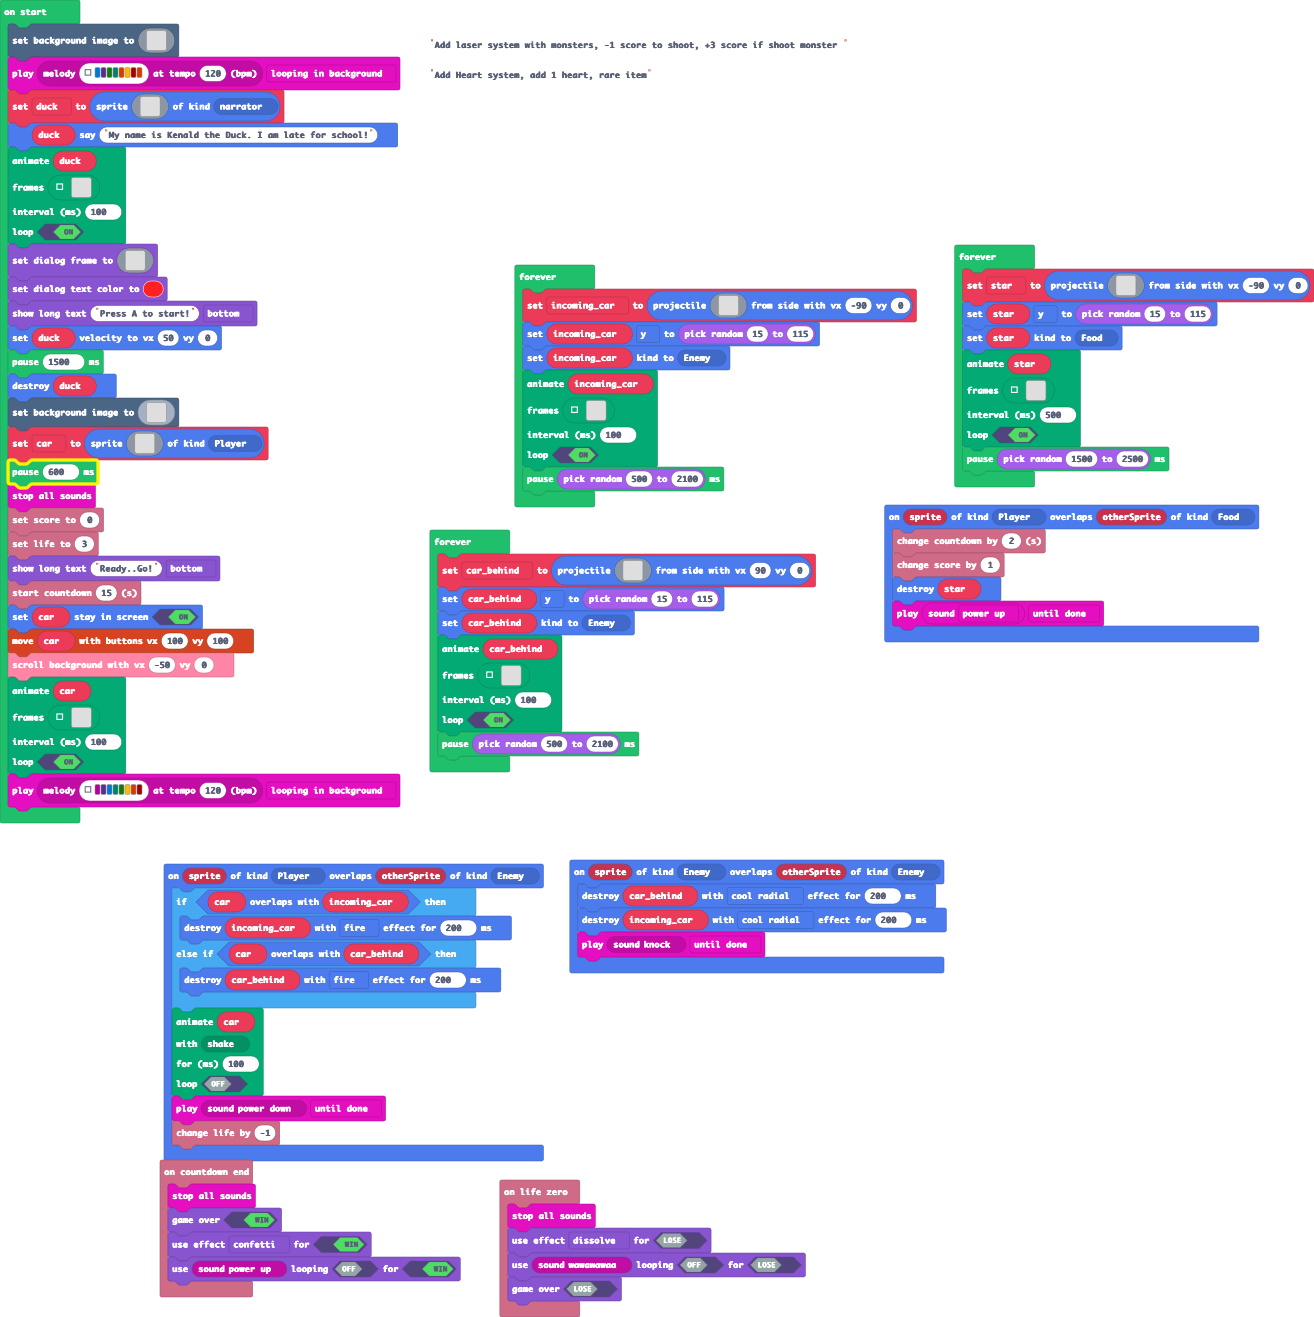 on start
set background image to
play melody at tempo 120 (bpm) looping in background
set duck to sprite of kind narrator
duck say "My name is Kenald the Duck. I am late for school!"
animate duck
frames
interval (ms) 100
loop ON
set dialog frame to
set dialog text color to
show long text "Press A to start!" bottom
set duck velocity to vx 50 vy 0
pause 1500 ms
destroy duck
set background image to
set car to sprite of kind Player
pause 600 ms
stop all sounds
set score to 0
set life to 3
show long text "Ready..Go!" bottom
start countdown 15 (s)
set car stay in screen ON
move car with buttons vx 100 vy 100
scroll background with vx -50 vy 0
animate car
frames
interval (ms) 100
loop ON
play melody at tempo 120 (bpm) looping in background
"Add laser system with monsters, -1 score to shoot, +3 score if shoot monster "
"Add Heart system, add 1 heart, rare item"
forever
set incoming_car to projectile from side with vx -90 vy 0
set incoming_car y to pick random 15 to 115
set incoming_car kind to Enemy
animate incoming_car
frames
interval (ms) 100
loop ON
pause pick random 500 to 2100 ms
forever
set star to projectile from side with vx -90 vy 0
set star y to pick random 15 to 115
set star kind to Food
animate star
frames
interval (ms) 500
loop ON
pause pick random 1500 to 2500 ms
forever
set car_behind to projectile from side with vx 90 vy 0
set car_behind y to pick random 15 to 115
set car_behind kind to Enemy
animate car_behind
frames
interval (ms) 100
loop ON
pause pick random 500 to 2100 ms
on sprite of kind Player overlaps otherSprite of kind Food
change countdown by 2 (s)
change score by 1
destroy star
play sound power up until done
on sprite of kind Player overlaps otherSprite of kind Enemy
if car overlaps with incoming_car then
destroy incoming_car with fire effect for 200 ms
else if car overlaps with car_behind then
destroy car_behind with fire effect for 200 ms
animate car
with shake
for (ms) 100
loop OFF
play sound power down until done
change life by -1
on sprite of kind Enemy overlaps otherSprite of kind Enemy
destroy car_behind with cool radial effect for 200 ms
destroy incoming_car with cool radial effect for 200 ms
play sound knock until done
on countdown end
stop all sounds
game over WIN
use effect confetti for WIN
use sound power up looping OFF for WIN
on life zero
stop all sounds
use effect dissolve for LOSE
use sound wawawawaa looping OFF for LOSE
game over LOSE